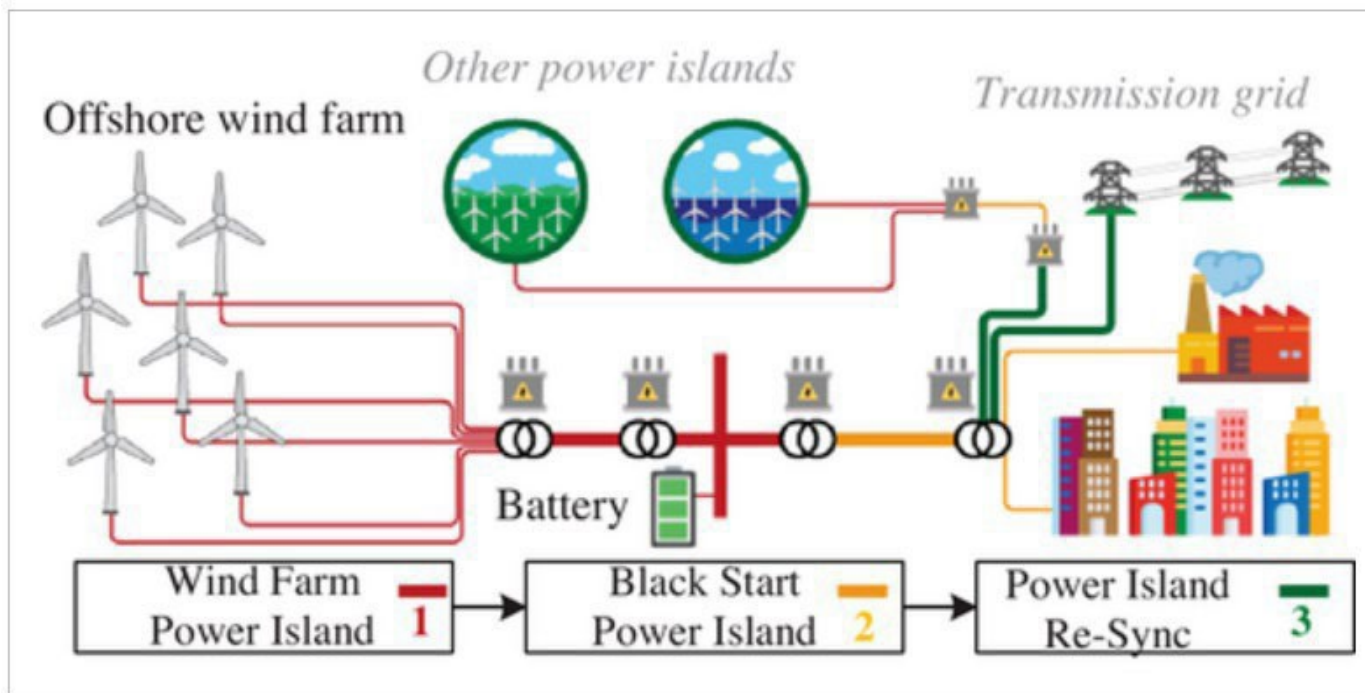 Other power islands
Transmission grid
Offshore wind farm
Battery
Wind Farm
Power Island
1
Black Start
Power Island
2
Power Island
Re-Sync
3